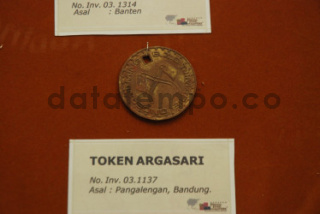 No. Inv. 03. 1314
Asal : Banten
datatempo.co
TOKEN ARGASARI
No. Inv. 03.1137
Asal : Pangalengan, Bandung.